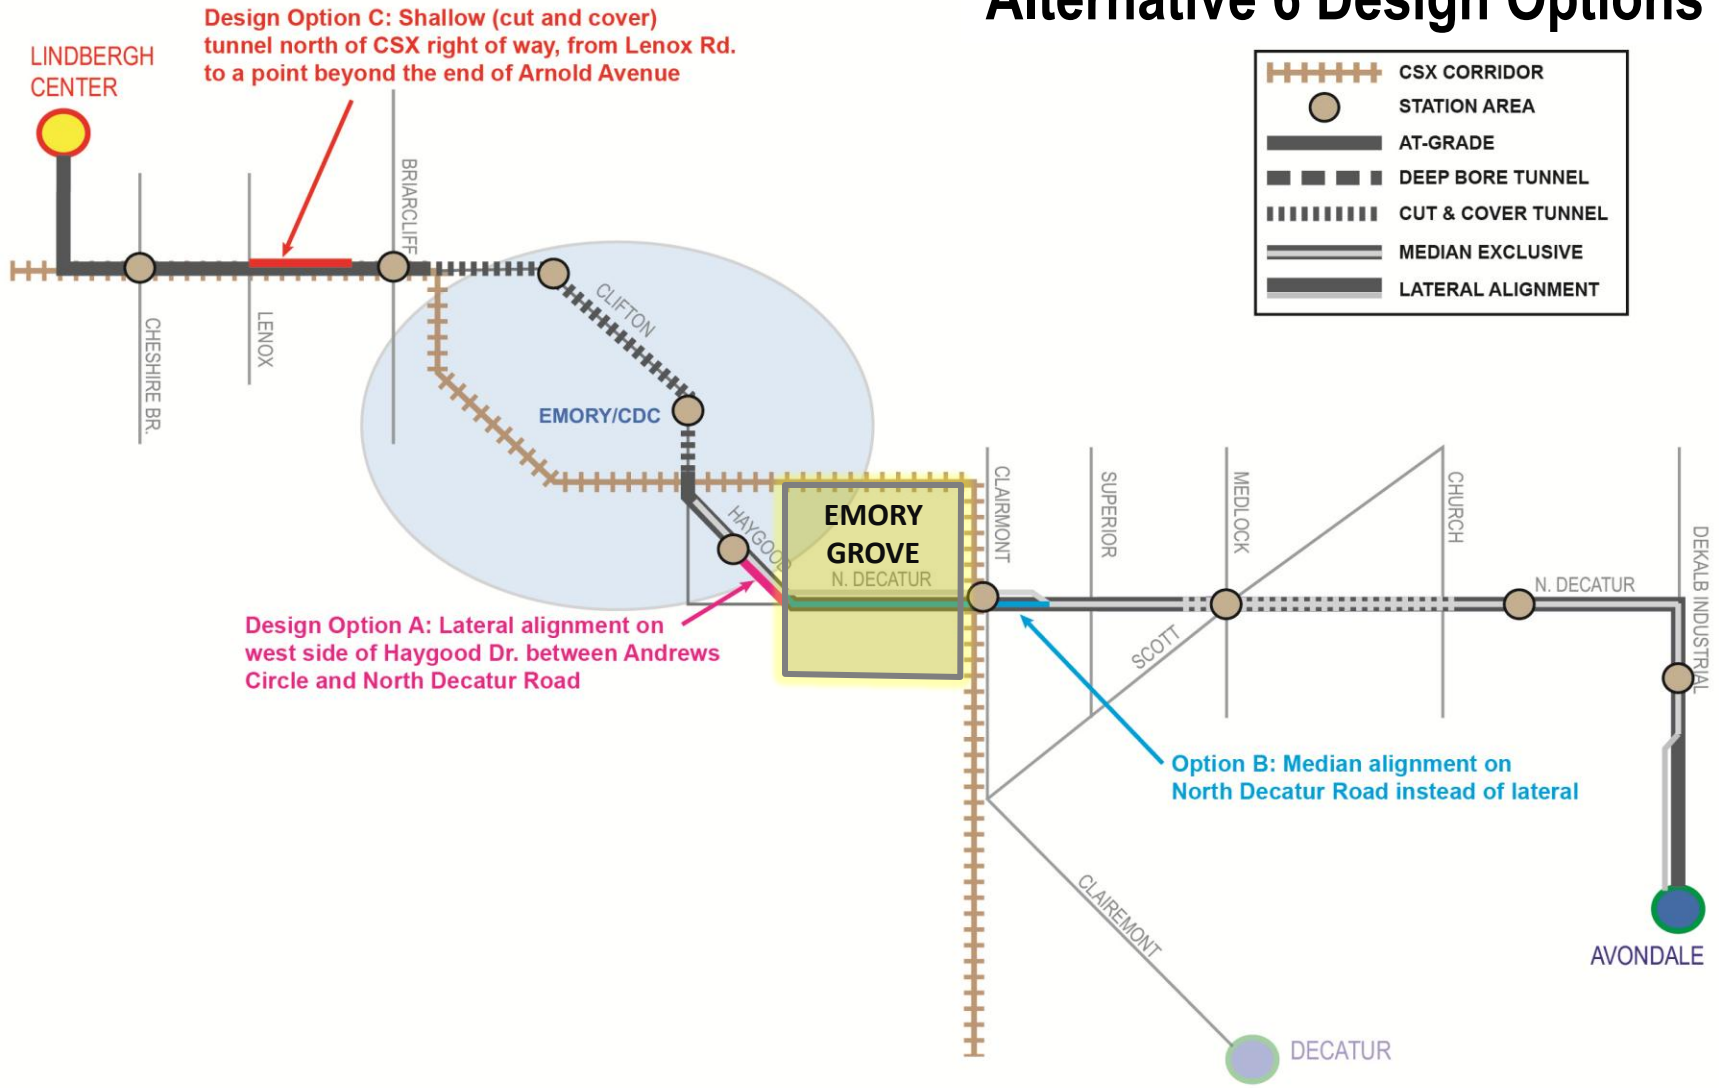 Alternative 6 Design Options
Design Option C: Shallow (cut and cover)
tunnel north of CSX right of way, from Lenox Rd.
to a point beyond the end of Arnold Avenue
LINDBERGH
CENTER
CSX CORRIDOR
STATION AREA
AT-GRADE
DEEP BORE TUNNEL
CUT & COVER TUNNEL
MEDIAN EXCLUSIVE
LATERAL ALIGNMENT
BRIARCLIFF
CHESHIRE BR.
LENOX
CLIFTON
EMORY/CDC
HAYGOOD
EMORY
GROVE
N. DECATUR
CLAIRMONT
SUPERIOR
MEDLOCK
CHURCH
N. DECATUR
DEKALB INDUSTRIAL
SCOTT
Design Option A: Lateral alignment on
west side of Haygood Dr. between Andrews
Circle and North Decatur Road
Option B: Median alignment on
North Decatur Road instead of lateral
CLAIREMONT
AVONDALE
DECATUR